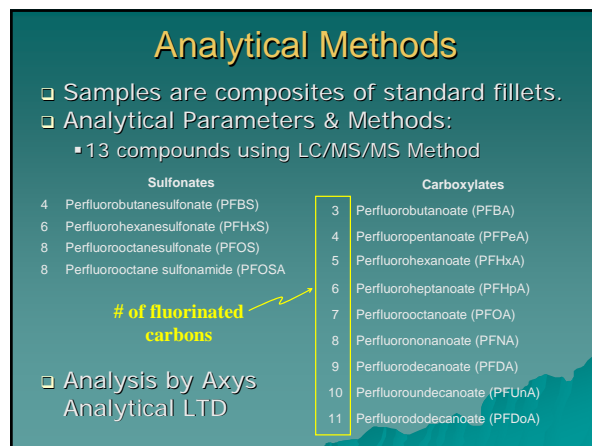 Analytical Methods
Samples are composites of standard fillets.
Analytical Parameters & Methods:
13 compounds using LC/MS/MS Method
Sulfonates
4 Perfluorobutanesulfonate (PFBS)
6 Perfluorohexanesulfonate (PFHxS)
8 Perfluorooctanesulfonate (PFOS)
8 Perfluorooctane sulfonamide (PFOSA
# of fluorinated
carbons
Carboxylates
3 Perfluorobutanoate (PFBA)
4 Perfluoropentanoate (PFPeA)
5 Perfluorohexanoate (PFHxA)
6 Perfluoroheptanoate (PFHpA)
7 Perfluorooctanoate (PFOA)
8 Perfluorononanoate (PFNA)
9 Perfluorodecanoate (PFDA)
10 Perfluoroundecanoate (PFUnA)
11 Perfluorododecanoate (PFDoA)
Analysis by Axys
Analytical LTD